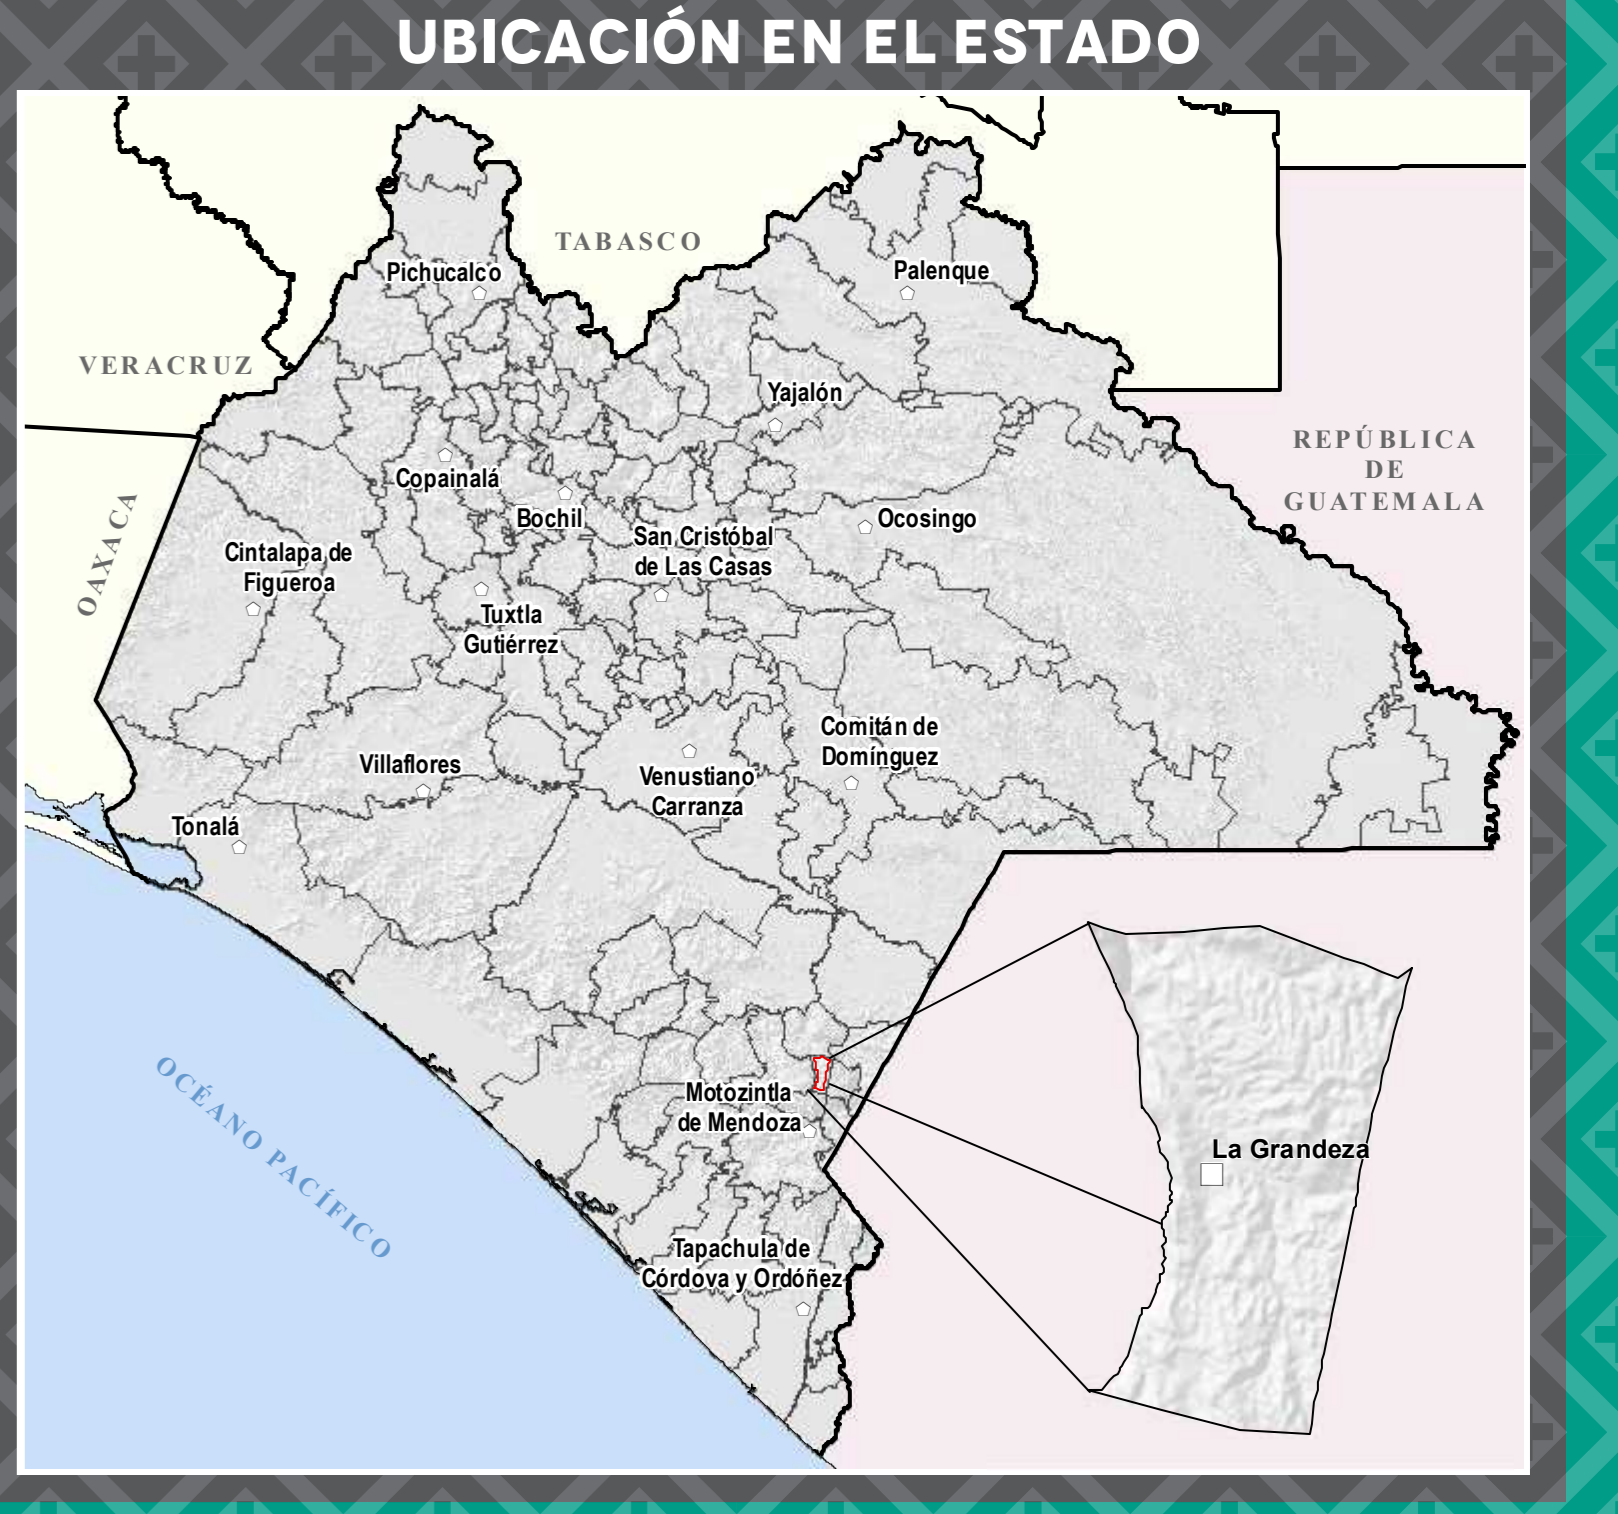 UBICACIÓN EN EL ESTADO
TABASCO
Pichucalco
Palenque
VERACRUZ
Yajalón
REPÚBLICA
DE
GUATEMALA
Copainalá
OAXACA
Bochil
Ocosingo
San Cristóbal
de Las Casas
Cintalapa de
Figueroa
Tuxtla
Gutiérrez
Comitán de
Domínguez
Villaflores
Venustiano
Carranza
Tonalá
OCÉANO PACÍFICO
Motozintla
de Mendoza
La Grandeza
Tapachula de
Córdova y Ordóñez